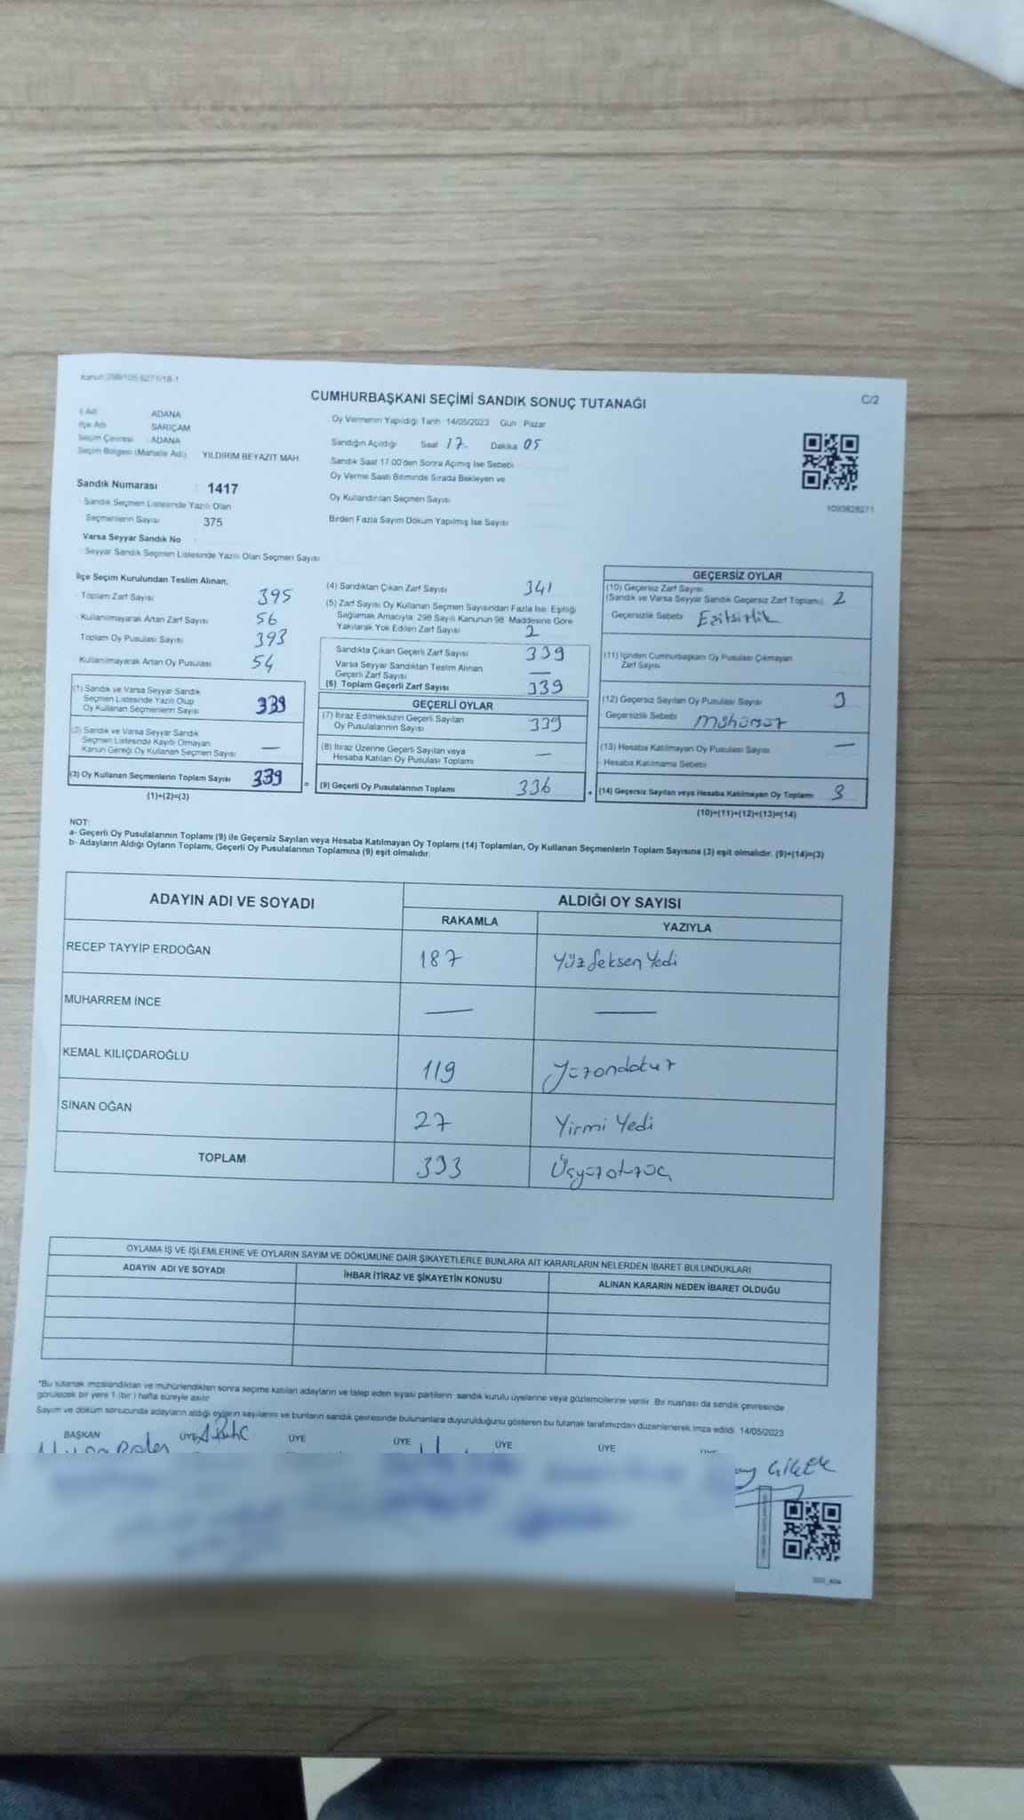 Kanun 298/105-6271/18-1
CUMHURBAŞKANI SEÇİMİ SANDIK SONUÇ TUTANAĞI
C/2
İl Adı ADANA
İlçe Adı SARIÇAM
Seçim Çevresi ADANA
Seçim Bölgesi (Mahalle Adı) YILDIRIM BEYAZIT MAH.
Sandık Numarası : 1417
Sandık Seçmen Listesinde Yazılı Olan
Seçmenlerin Sayısı 375
Varsa Seyyar Sandık No
Seyyar Sandık Seçmen Listesinde Yazılı Olan Seçmen Sayısı
Oy Vermenin Yapıldığı Tarih 14/05/2023 Gün Pazar
Sandığın Açıldığı Saat 17 Dakika 05
Sandık Saat 17:00'den Sonra Açılmış İse Sebebi
Oy Verme Saati Bitiminde Sırada Bekleyen ve
Oy Kullandırılan Seçmen Sayısı
Birden Fazla Sayım Döküm Yapılmış İse Sayısı
İlçe Seçim Kurulundan Teslim Alınan;
Toplam Zarf Sayısı 395
Kullanılmayarak Artan Zarf Sayısı 56
Toplam Oy Pusulası Sayısı 393
Kullanılmayarak Artan Oy Pusulası 54
(1) Sandık ve Varsa Seyyar Sandık
Seçmen Listesinde Yazılı Olup
Oy Kullanan Seçmenlerin Sayısı 339
(2) Sandık ve Varsa Seyyar Sandık
Seçmen Listesinde Kayıtlı Olmayan
Kanun Gereği Oy Kullanan Seçmen Sayısı —
(3) Oy Kullanan Seçmenlerin Toplam Sayısı 339
(1)+(2)=(3)
(4) Sandıktan Çıkan Zarf Sayısı 341
(5) Zarf Sayısı Oy Kullanan Seçmen Sayısından Fazla İse, Eşitliği
Sağlamak Amacıyla; 298 Sayılı Kanunun 98. Maddesine Göre
Yakılarak Yok Edilen Zarf Sayısı 2
Sandıkta Çıkan Geçerli Zarf Sayısı 339
Varsa Seyyar Sandıktan Teslim Alınan
Geçerli Zarf Sayısı —
(6) Toplam Geçerli Zarf Sayısı 339
GEÇERLİ OYLAR
(7) İtiraz Edilmeksizin Geçerli Sayılan
Oy Pusulalarının Sayısı 339
(8) İtiraz Üzerine Geçerli Sayılan veya
Hesaba Katılan Oy Pusulası Toplamı —
(9) Geçerli Oy Pusulalarının Toplamı 336
GEÇERSİZ OYLAR
(10) Geçersiz Zarf Sayısı
(Sandık ve Varsa Seyyar Sandık Geçersiz Zarf Toplamı) 2
Geçersizlik Sebebi Eşitsizlik
(11) İçinden Cumhurbaşkanı Oy Pusulası Çıkmayan
Zarf Sayısı
(12) Geçersiz Sayılan Oy Pusulası Sayısı 3
Geçersizlik Sebebi mühürsüz
(13) Hesaba Katılmayan Oy Pusulası Sayısı —
Hesaba Katılmama Sebebi
(14) Geçersiz Sayılan veya Hesaba Katılmayan Oy Toplamı 3
(10)+(11)+(12)+(13)=(14)
NOT:
a- Geçerli Oy Pusulalarının Toplamı (9) ile Geçersiz Sayılan veya Hesaba Katılmayan Oy Toplamı (14) Toplamları, Oy Kullanan Seçmenlerin Toplam Sayısına (3) eşit olmalıdır. (9)+(14)=(3)
b- Adayların Aldığı Oyların Toplamı, Geçerli Oy Pusulalarının Toplamına (9) eşit olmalıdır.
ADAYIN ADI VE SOYADI
ALDIĞI OY SAYISI
RAKAMLA YAZIYLA
RECEP TAYYİP ERDOĞAN 187 Yüz Seksen Yedi
MUHARREM İNCE — —
KEMAL KILIÇDAROĞLU 119 Yüzondokuz
SİNAN OĞAN 27 Yirmi Yedi
TOPLAM 333 Üçyüzotuzüç
OYLAMA İŞ VE İŞLEMLERİNE VE OYLARIN SAYIM VE DÖKÜMÜNE DAİR ŞİKAYETLERLE BUNLARA AİT KARARLARIN NELERDEN İBARET BULUNDUKLARI
ADAYIN ADI VE SOYADI İHBAR İTİRAZ VE ŞİKAYETİN KONUSU ALINAN KARARIN NEDEN İBARET OLDUĞU
*Bu tutanak imzalandıktan ve mühürlendikten sonra seçime katılan adayların ve talep eden siyasi partilerin sandık kurulu üyelerine veya gözlemcilerine verilir. Bir nüshası da sandık çevresinde
görülecek bir yere 1 (bir) hafta süreyle asılır.
Sayım ve döküm sonucunda adayların aldığı oyların sayılarını ve bunların sandık çevresinde bulunanlara duyurulduğunu gösteren bu tutanak tarafımızdan düzenlenerek imza edildi. 14/05/2023
BAŞKAN ÜYE ÜYE ÜYE ÜYE ÜYE